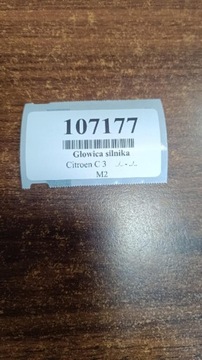 107177
Głowica silnika
Citroen C 3
M2